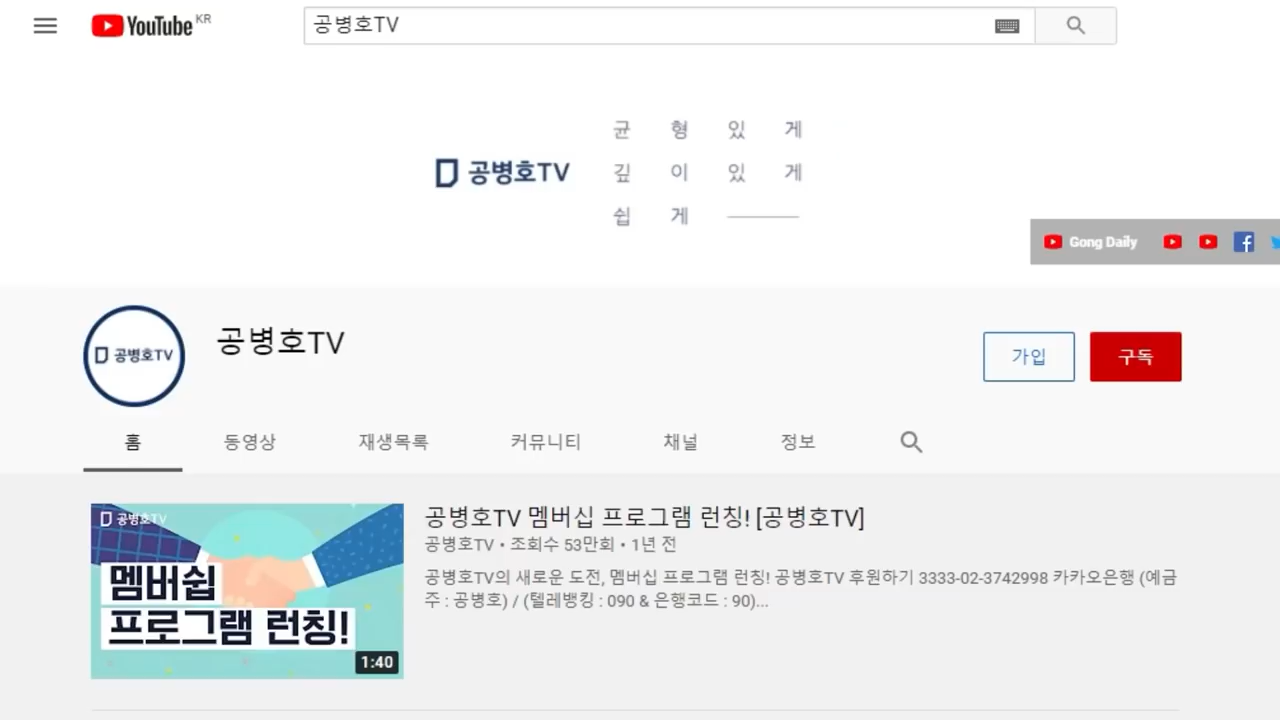 YouTube KR
공병호TV
균 형 있 게
공병호TV
깊 이 있 게
쉽 게
Gong Daily
공병호TV
공병호TV
가입
구독
홈
동영상
재생목록
커뮤니티
채널
정보
공병호TV
멤버쉽
프로그램 런칭!
1:40
공병호TV 멤버십 프로그램 런칭! [공병호TV]
공병호TV • 조회수 53만회 • 1년 전
공병호TV의 새로운 도전, 멤버십 프로그램 런칭! 공병호TV 후원하기 3333-02-3742998 카카오은행 (예금
주 : 공병호) / (텔레뱅킹 : 090 & 은행코드 : 90)...